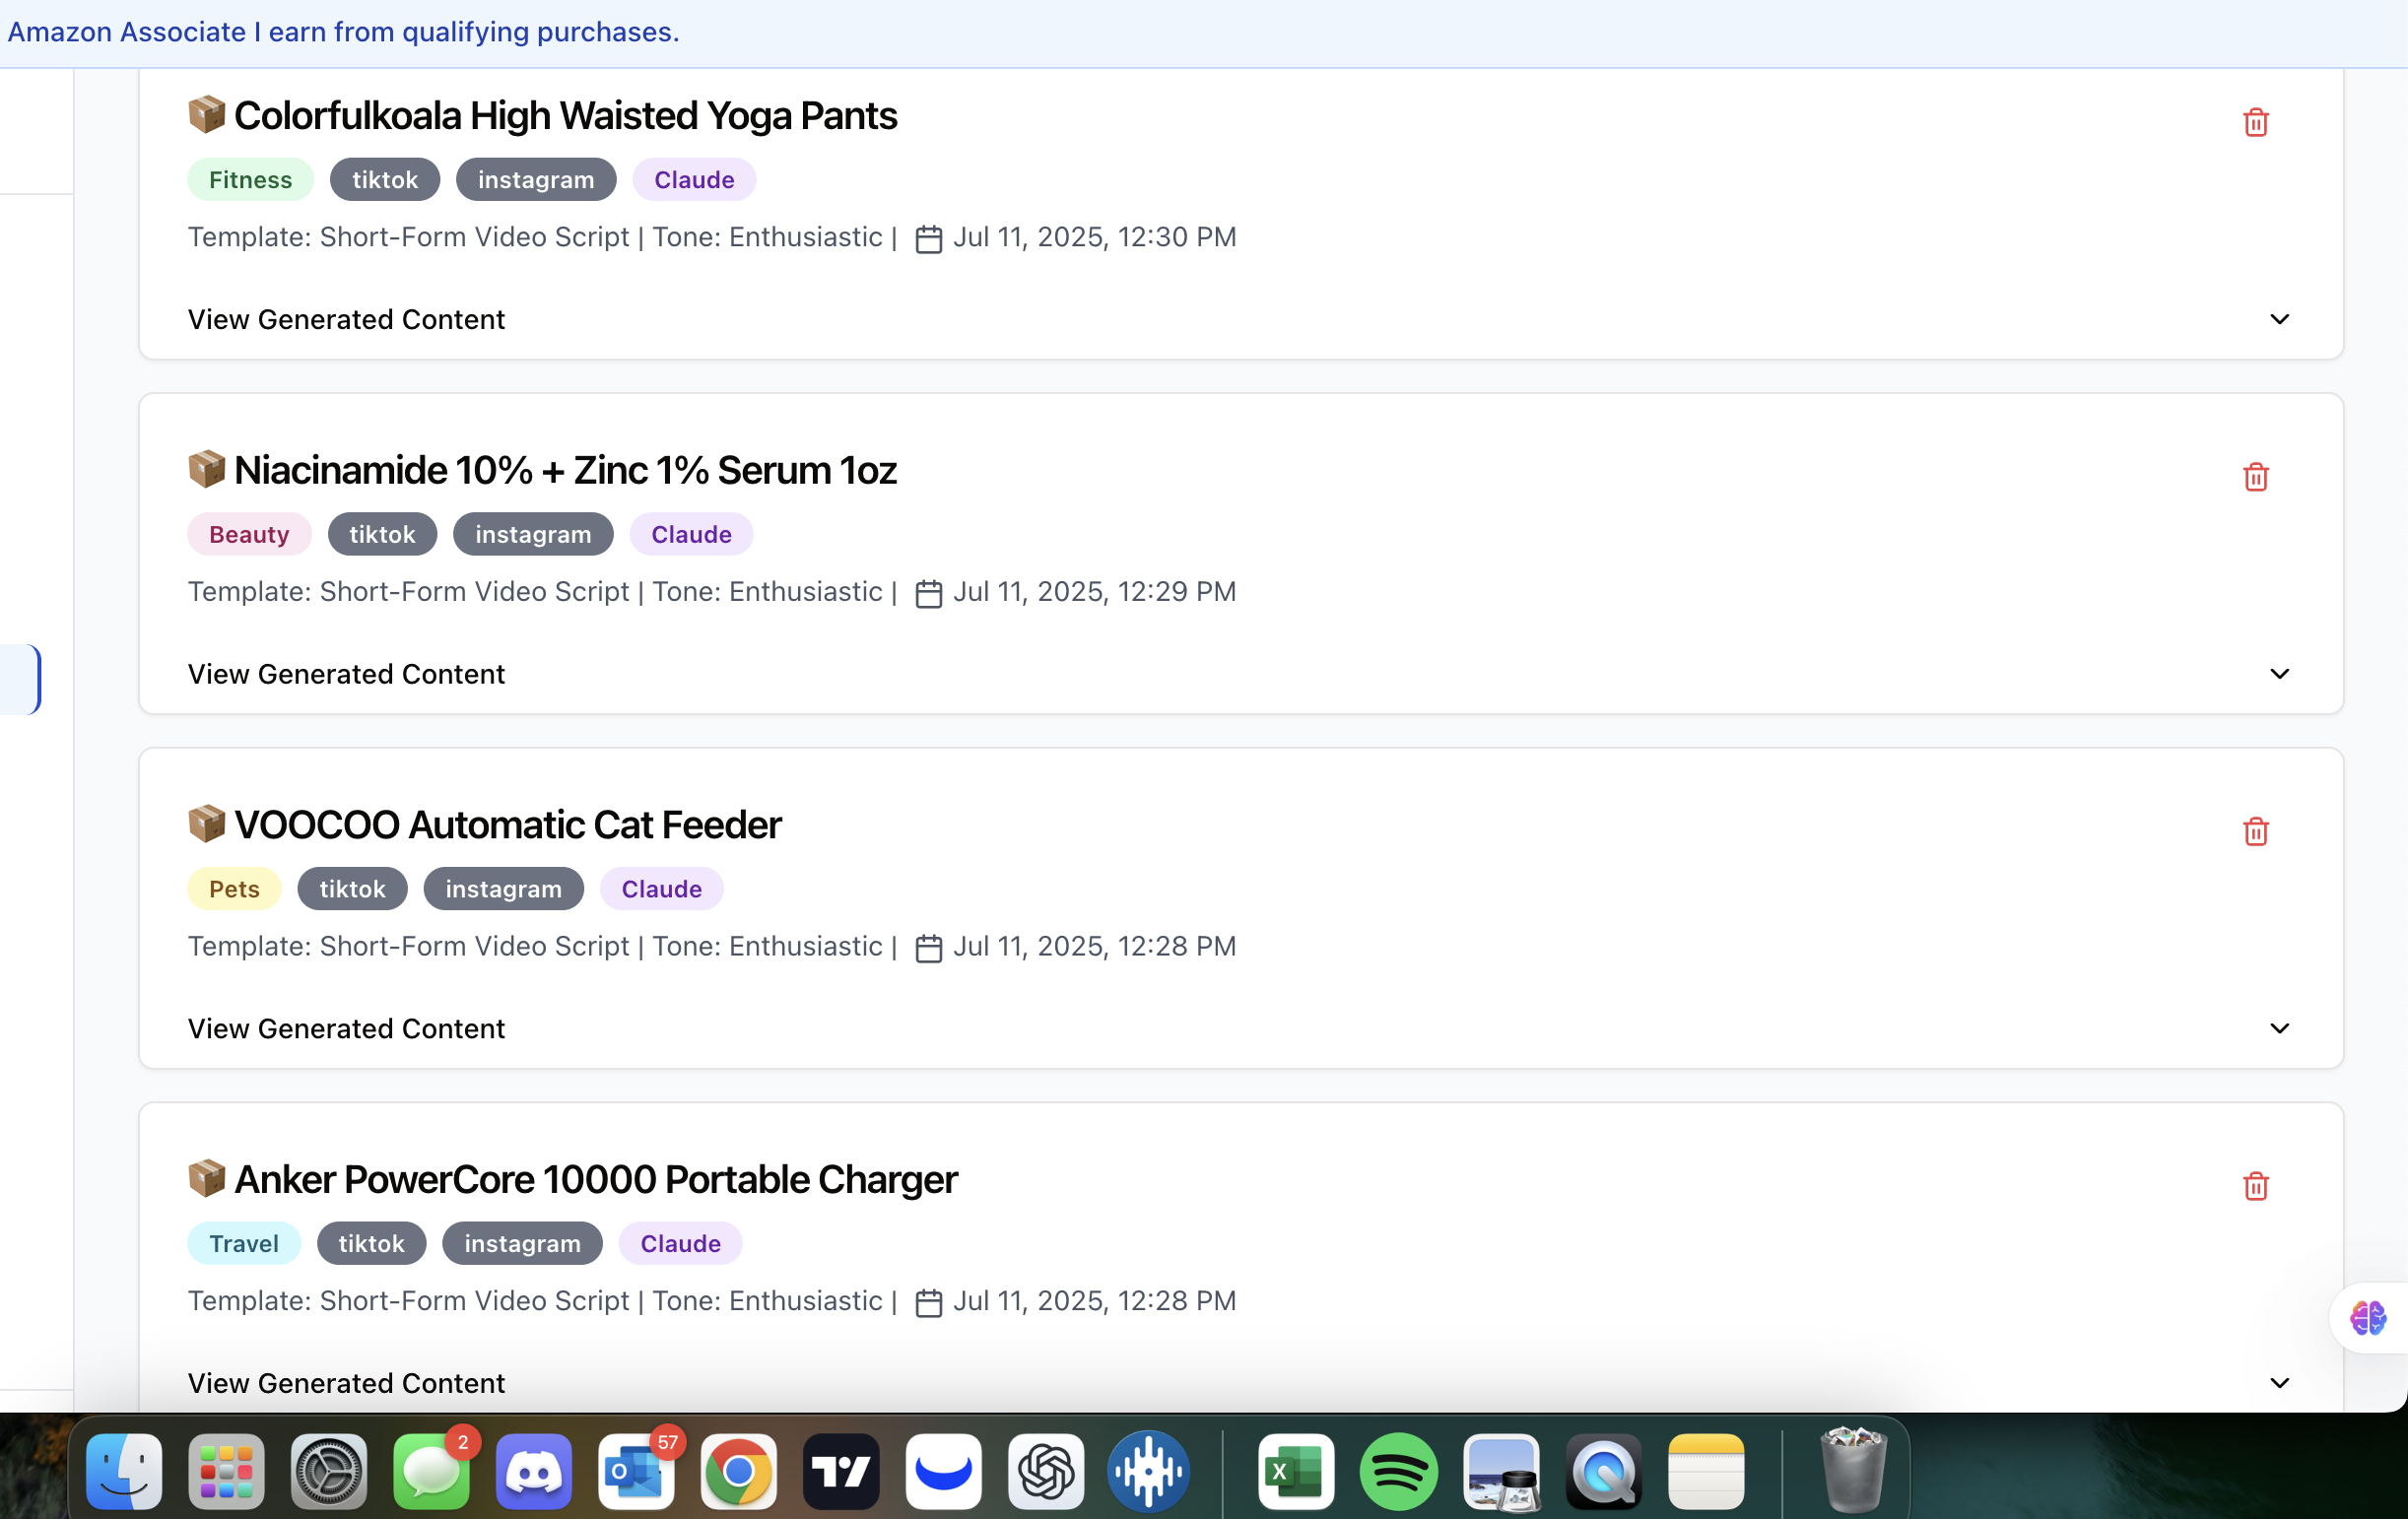 Amazon Associate I earn from qualifying purchases.
Colorfulkoala High Waisted Yoga Pants
Fitness tiktok instagram Claude
Template: Short-Form Video Script | Tone: Enthusiastic | Jul 11, 2025, 12:30 PM
View Generated Content
Niacinamide 10% + Zinc 1% Serum 1oz
Beauty tiktok instagram Claude
Template: Short-Form Video Script | Tone: Enthusiastic | Jul 11, 2025, 12:29 PM
View Generated Content
VOOCOO Automatic Cat Feeder
Pets tiktok instagram Claude
Template: Short-Form Video Script | Tone: Enthusiastic | Jul 11, 2025, 12:28 PM
View Generated Content
Anker PowerCore 10000 Portable Charger
Travel tiktok instagram Claude
Template: Short-Form Video Script | Tone: Enthusiastic | Jul 11, 2025, 12:28 PM
View Generated Content
2 57
O X